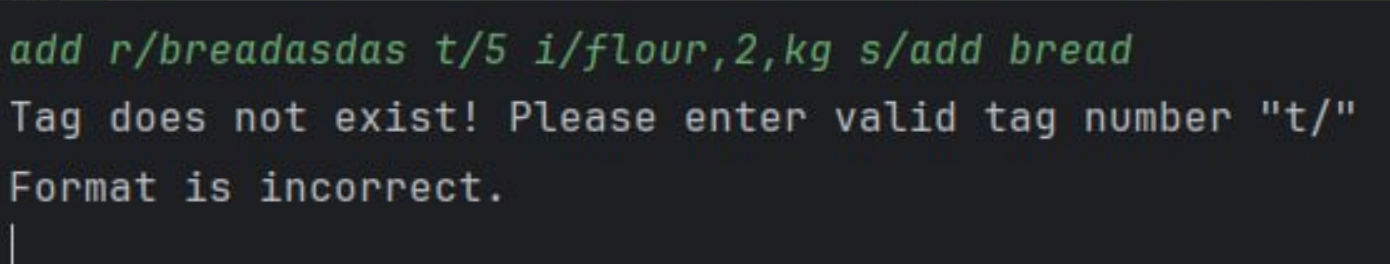 add r/breadasdas t/5 i/flour,2,kg s/add bread
Tag does not exist! Please enter valid tag number "t/"
Format is incorrect.